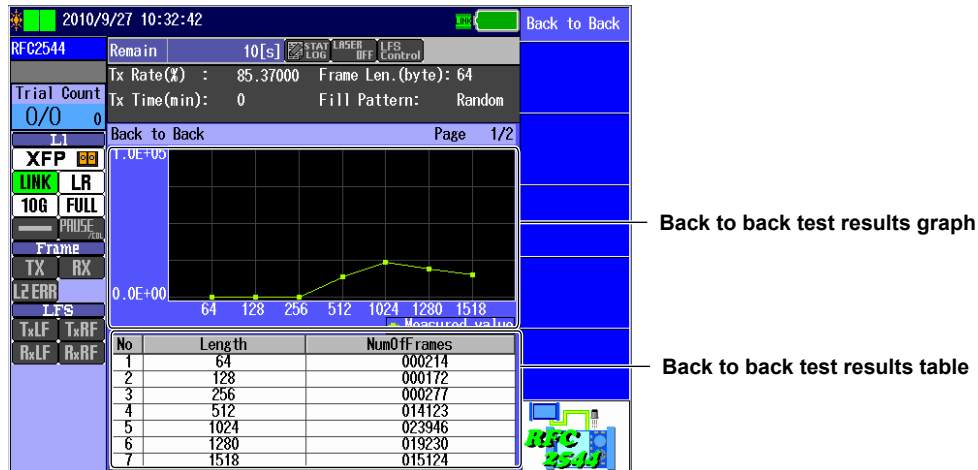 2010/9/27 10:32:42
Back to Back
RFC2544
Remain 10[s] STAT LOG LASER OFF LFS Control
Tx Rate(%) : 85.37000 Frame Len.(byte): 64
Tx Time(min): 0 Fill Pattern: Random
Trial Count
0/0 0
Back to Back Page 1/2
L1
XFP
LINK LR
10G FULL
PAUSE /COL
Frame
TX RX
L2 ERR
LFS
TxLF TxRF
RxLF RxRF
1.0E+05
0.0E+00
64 128 256 512 1024 1280 1518
Measured value
Back to back test results graph
No Length NumOfFrames
1 64 000214
2 128 000172
3 256 000277
4 512 014123
5 1024 023946
6 1280 019230
7 1518 015124
Back to back test results table
RFC
2544